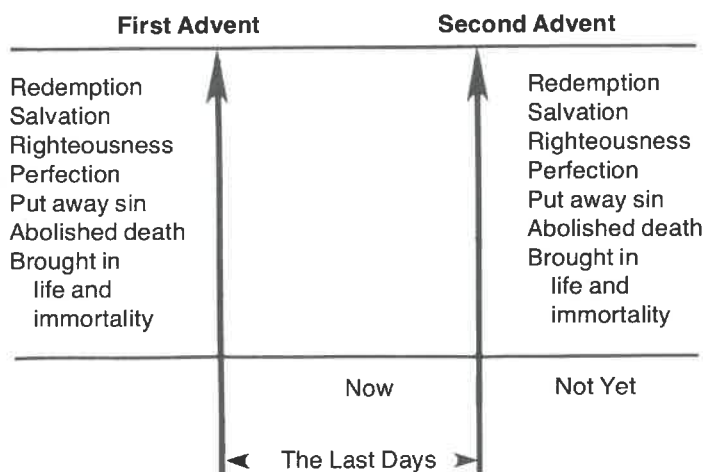 First Advent
Second Advent
Redemption
Salvation
Righteousness
Perfection
Put away sin
Abolished death
Brought in
life and
immortality
Redemption
Salvation
Righteousness
Perfection
Put away sin
Abolished death
Brought in
life and
immortality
Now
Not Yet
The Last Days